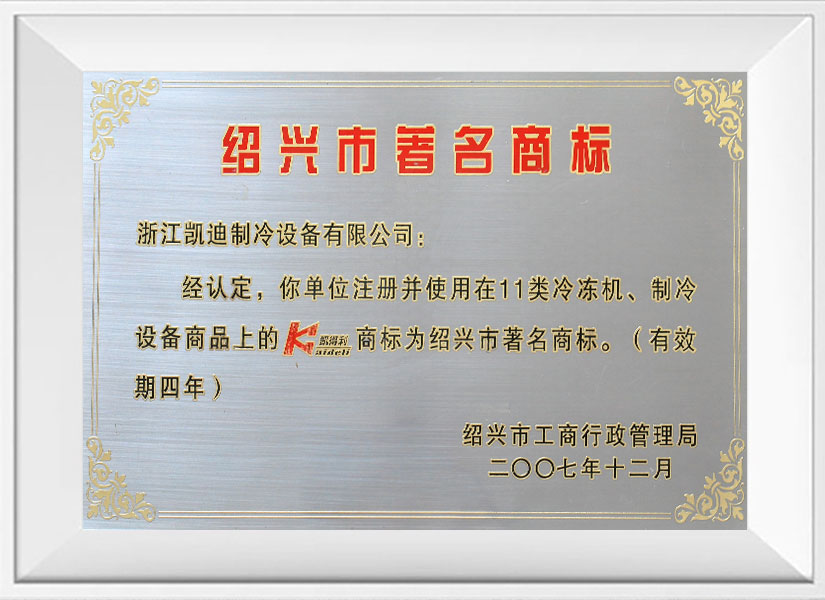 绍兴市著名商标
浙江凯迪制冷设备有限公司：
经认定，你单位注册并使用在11类冷冻机、制冷
设备商品上的 K 凯得利 aideli 商标为绍兴市著名商标。（有效
期四年）
绍兴市工商行政管理局
二〇〇七年十二月